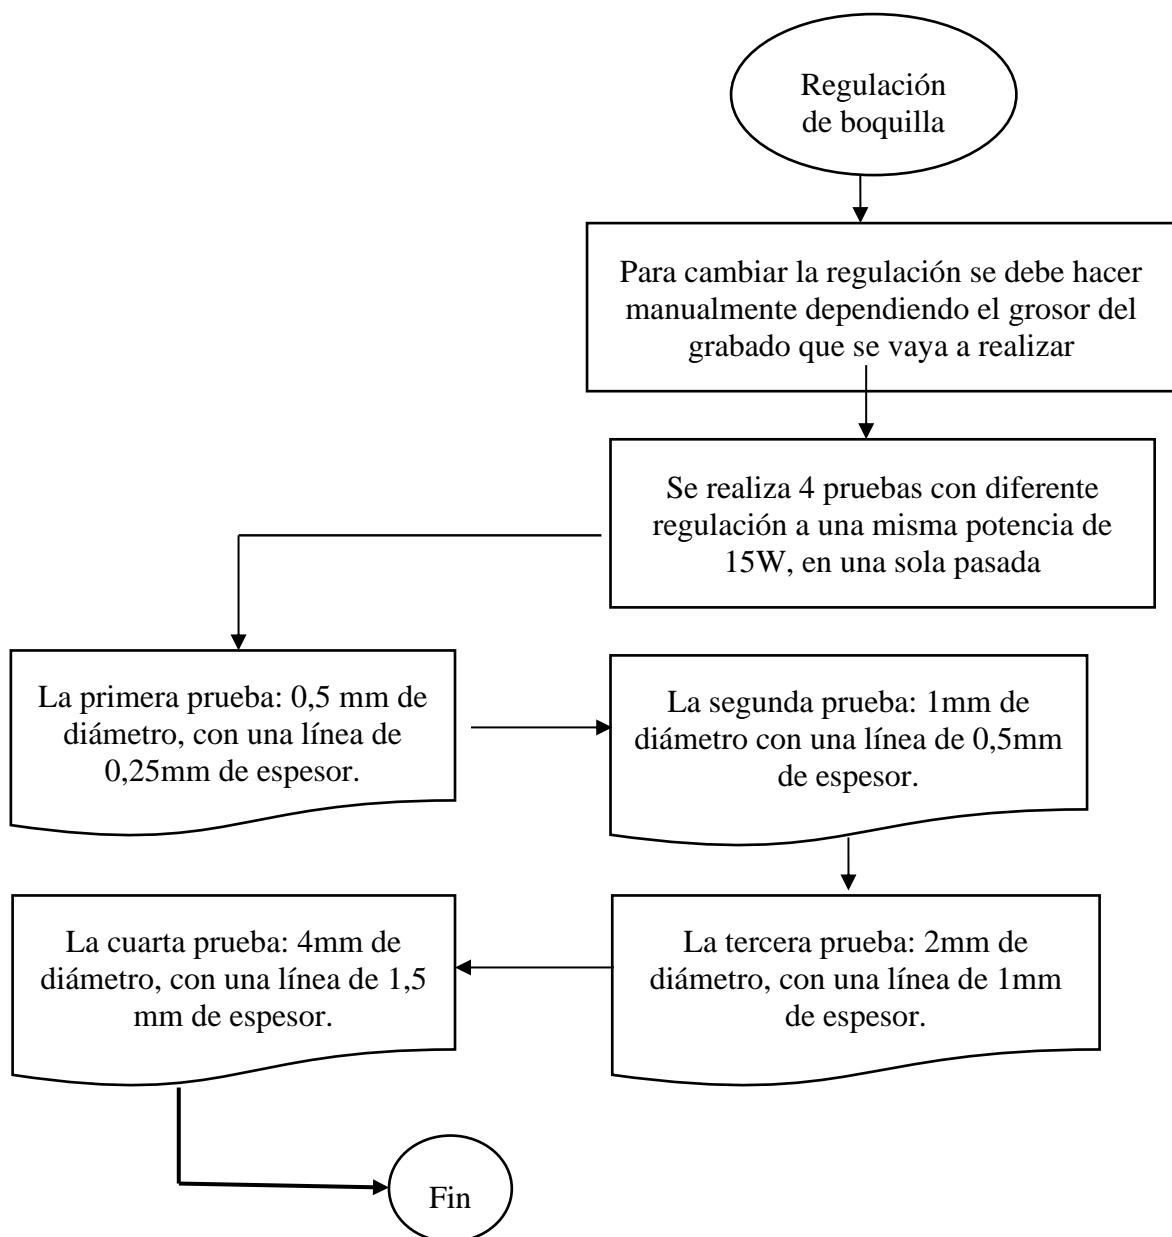 Regulación
de boquilla
Para cambiar la regulación se debe hacer
manualmente dependiendo el grosor del
grabado que se vaya a realizar
Se realiza 4 pruebas con diferente
regulación a una misma potencia de
15W, en una sola pasada
La primera prueba: 0,5 mm de
diámetro, con una línea de
0,25mm de espesor.
La segunda prueba: 1mm de
diámetro con una línea de 0,5mm
de espesor.
La tercera prueba: 2mm de
diámetro, con una línea de 1mm
de espesor.
La cuarta prueba: 4mm de
diámetro, con una línea de 1,5
mm de espesor.
Fin